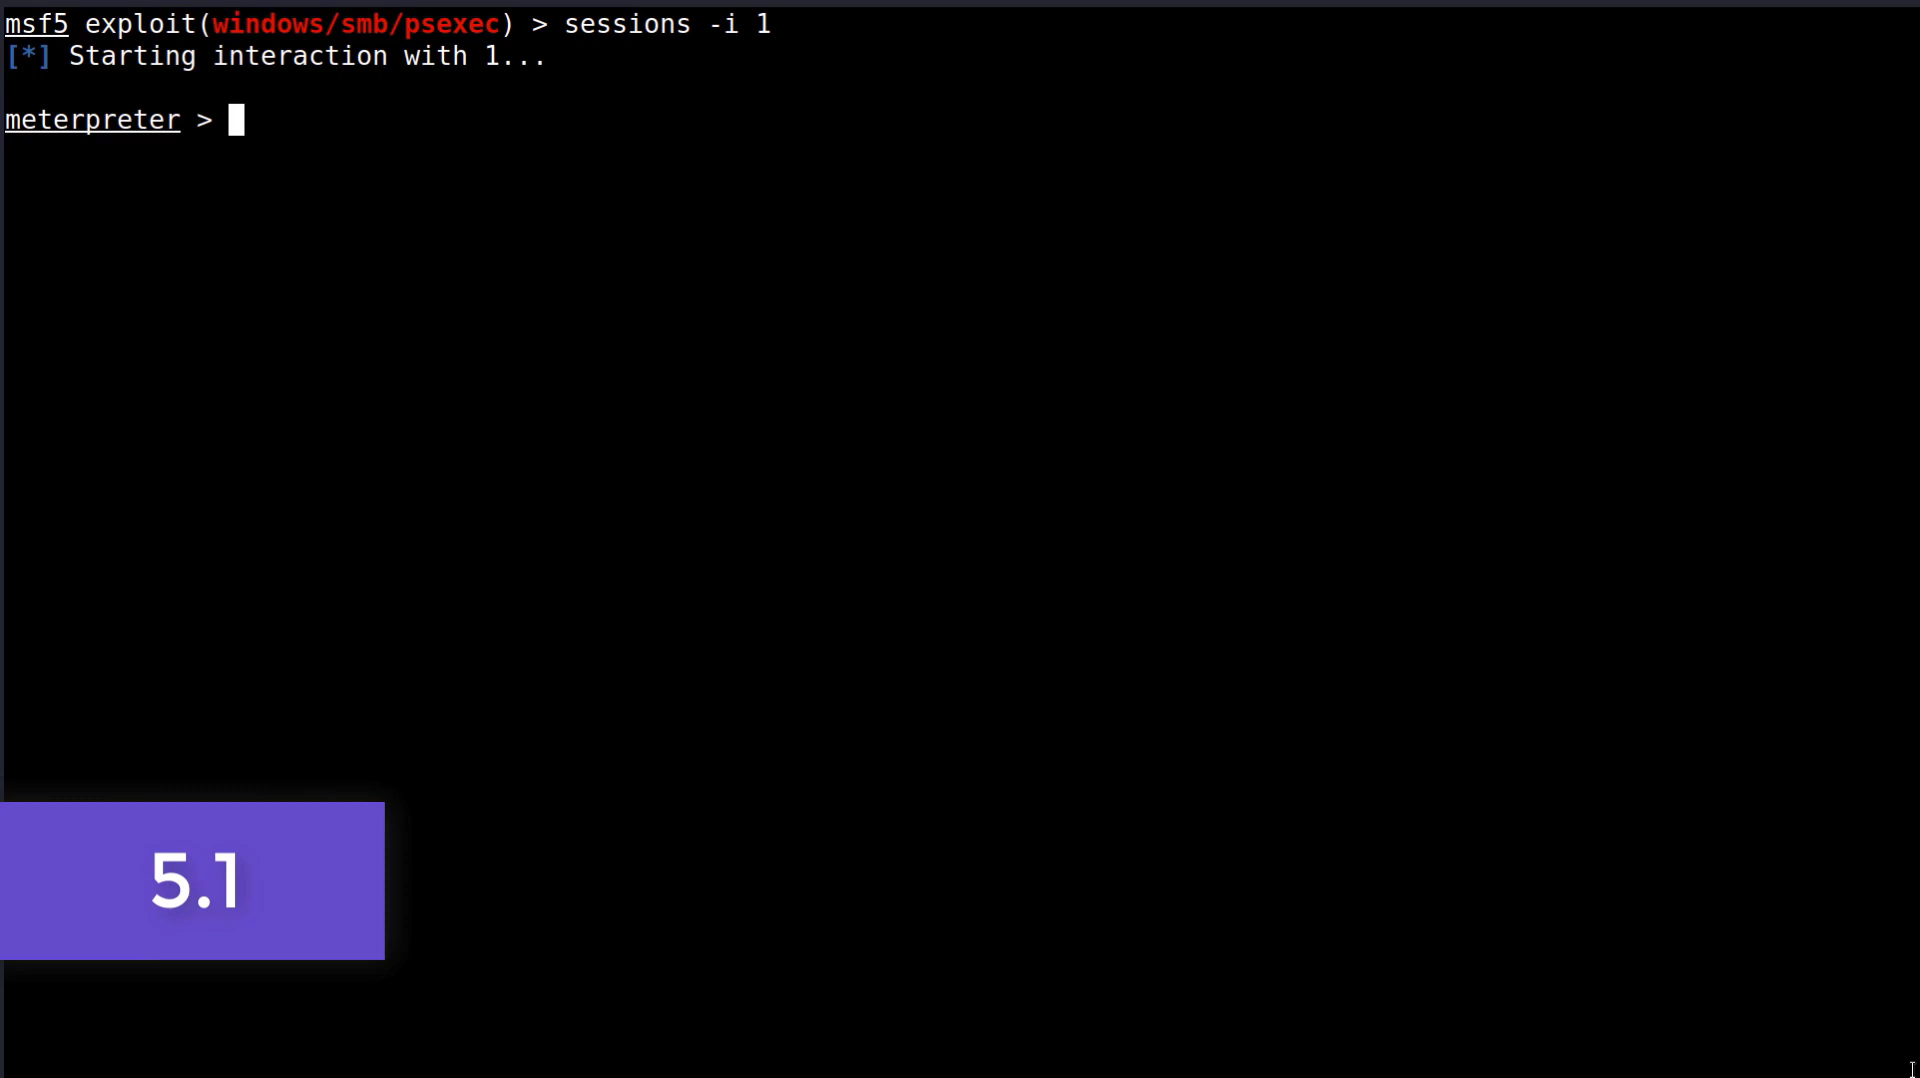 msf5 exploit(windows/smb/psexec) > sessions -i 1
[*] Starting interaction with 1...
meterpreter >
5.1